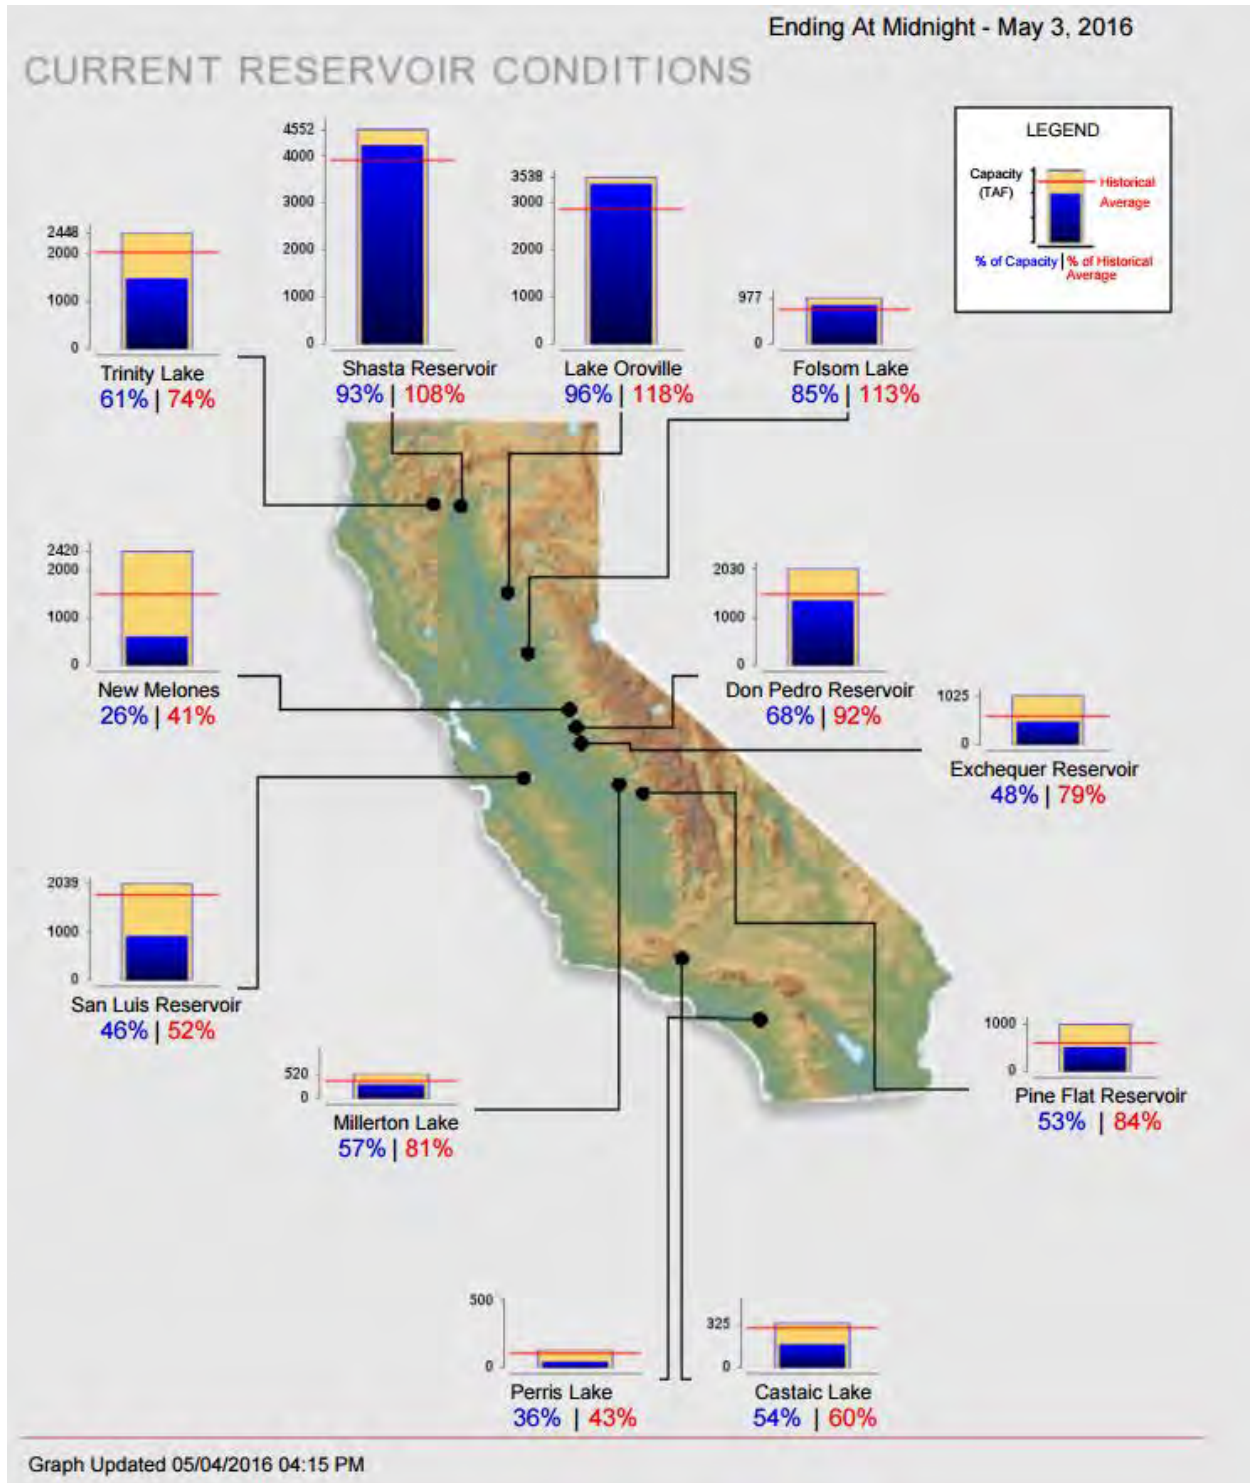 Ending At Midnight - May 3, 2016
CURRENT RESERVOIR CONDITIONS
LEGEND
Capacity
(TAF)
Historical
Average
% of Capacity | % of Historical
Average
4552
4000
3000
2000
1000
0
Shasta Reservoir
93% | 108%
3538
3000
2000
1000
0
Lake Oroville
96% | 118%
2448
2000
1000
0
Trinity Lake
61% | 74%
977
0
Folsom Lake
85% | 113%
2420
2000
1000
0
New Melones
26% | 41%
2030
1000
0
Don Pedro Reservoir
68% | 92%
1025
0
Exchequer Reservoir
48% | 79%
2039
1000
0
San Luis Reservoir
46% | 52%
520
0
Millerton Lake
57% | 81%
1000
0
Pine Flat Reservoir
53% | 84%
500
0
Perris Lake
36% | 43%
325
0
Castaic Lake
54% | 60%
Graph Updated 05/04/2016 04:15 PM